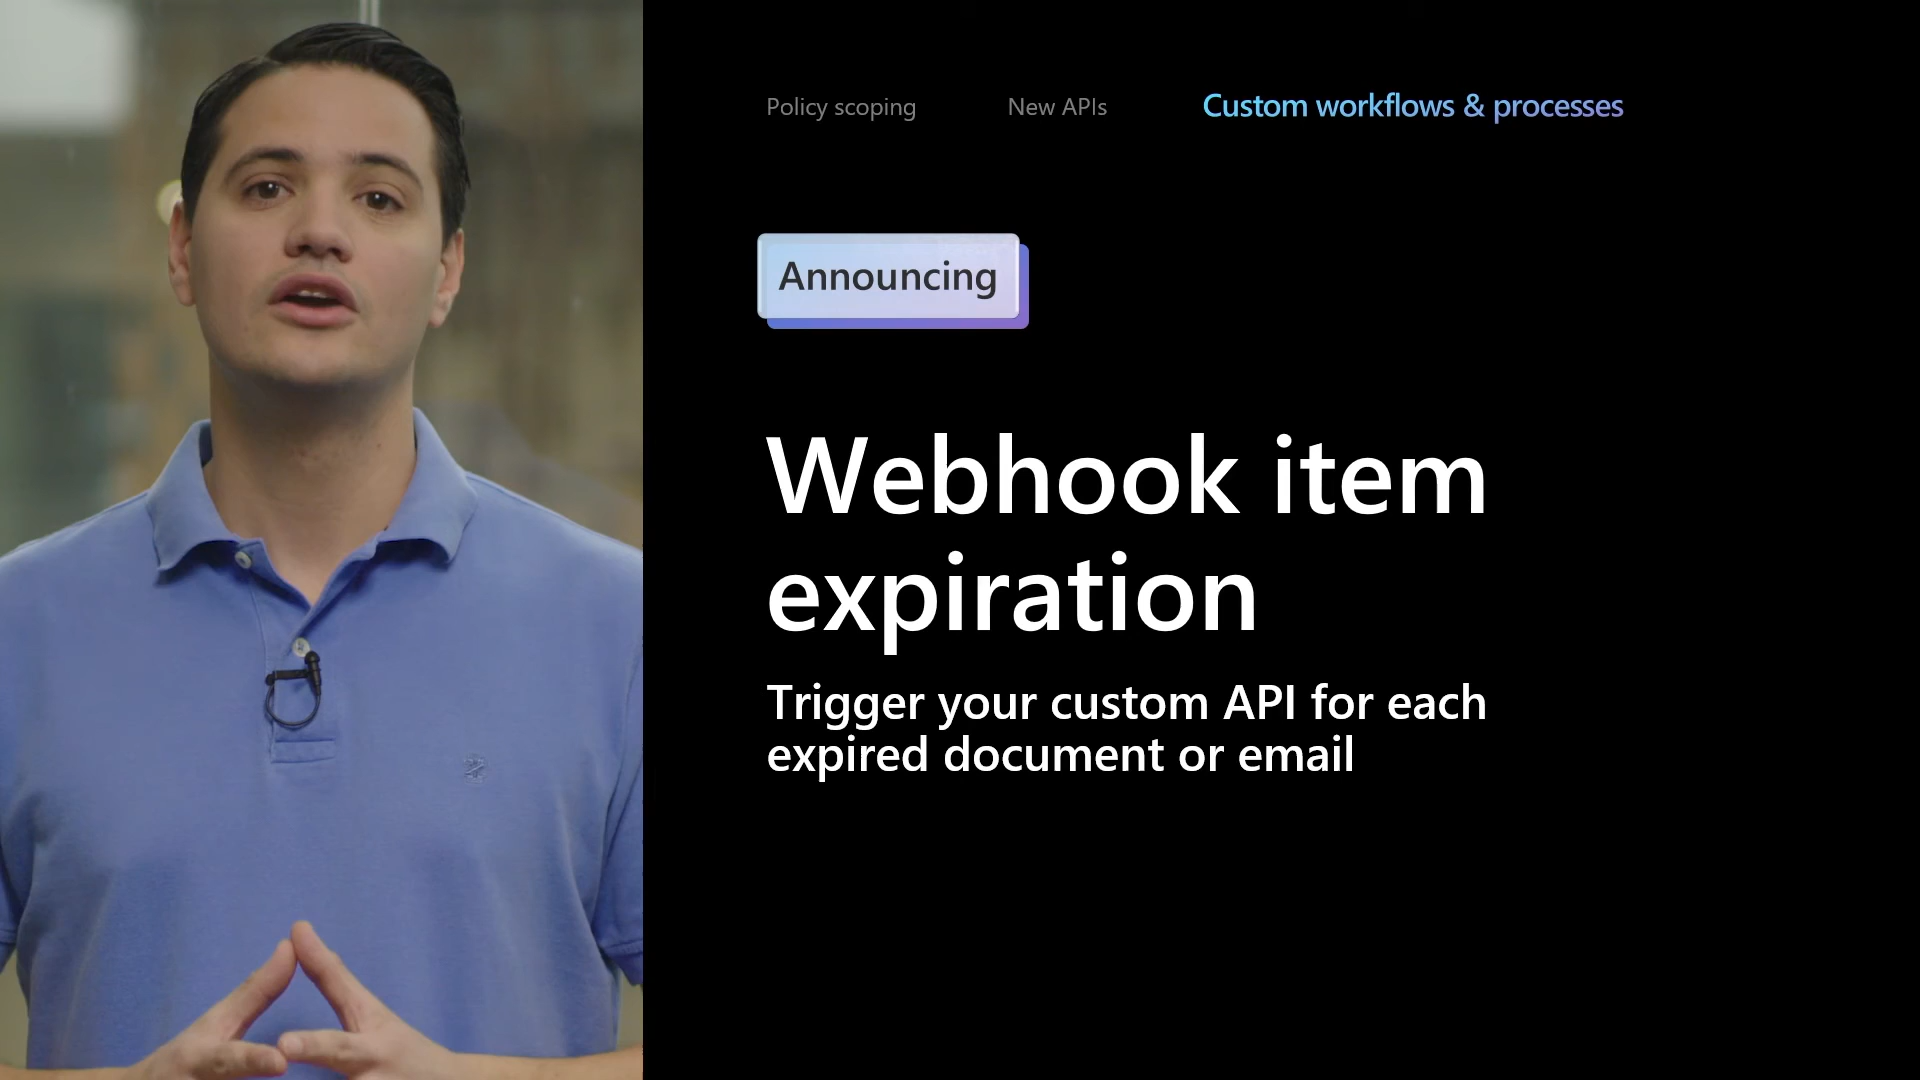 Policy scoping New APIs Custom workflows & processes
Announcing
Webhook item
expiration
Trigger your custom API for each
expired document or email